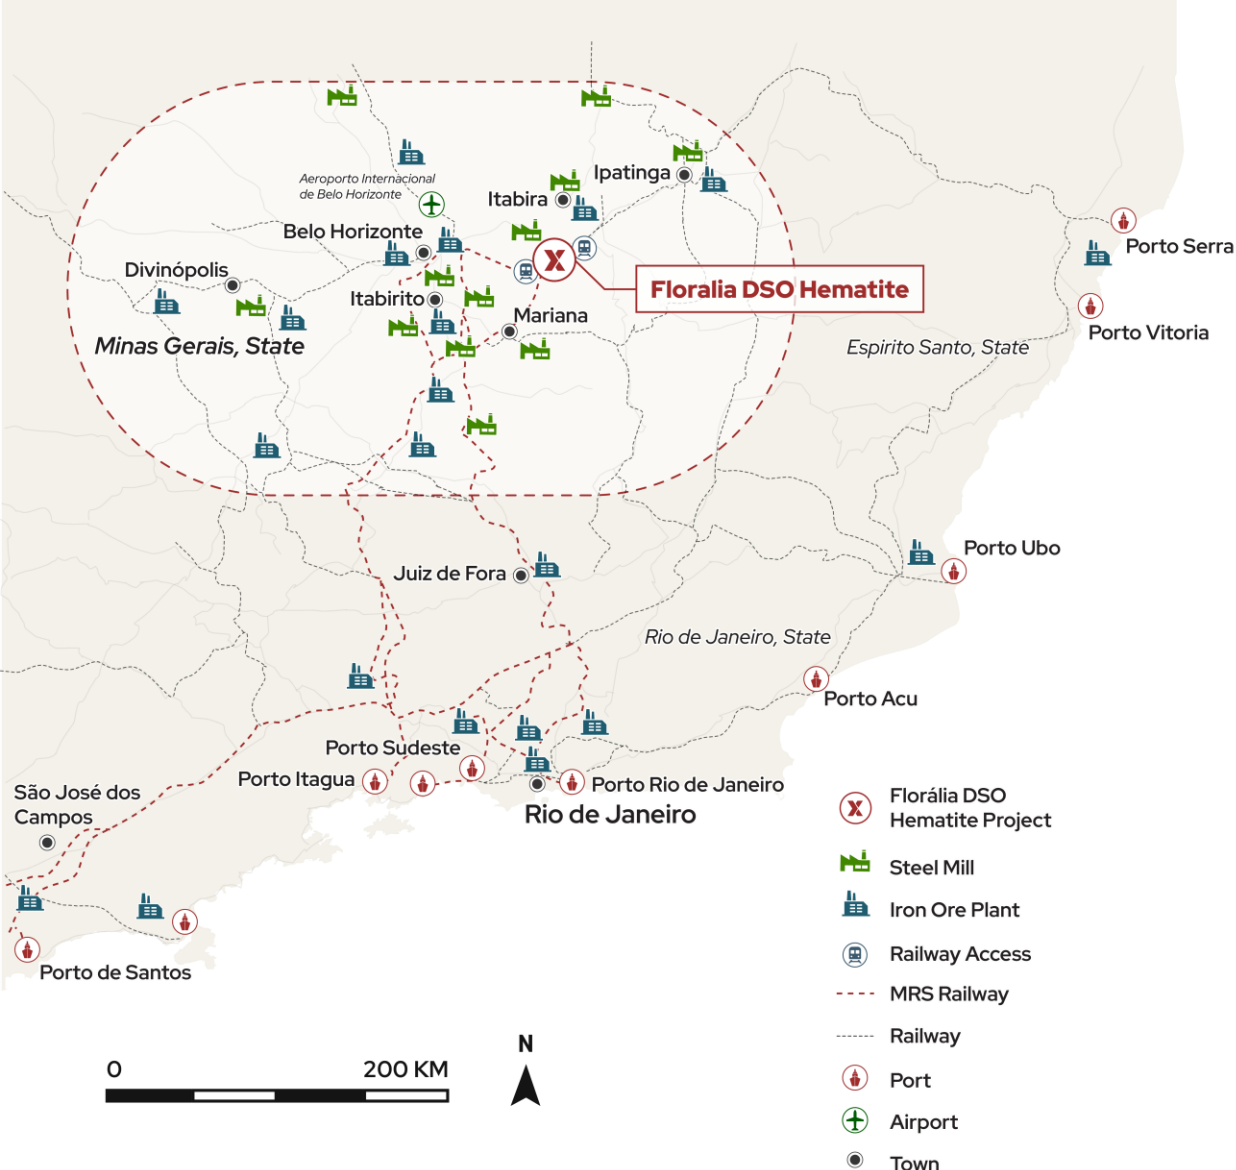 Aeroporto Internacional
de Belo Horizonte
Ipatinga
Itabira
Belo Horizonte
Porto Serra
Divinópolis
Floralia DSO Hematite
Itabirito
Mariana
Porto Vitoria
Minas Gerais, State
Espirito Santo, State
Porto Ubo
Juiz de Fora
Rio de Janeiro, State
Porto Acu
Porto Sudeste
Porto Itagua
Porto Rio de Janeiro
São José dos
Campos
Rio de Janeiro
Porto de Santos
Florália DSO
Hematite Project
Steel Mill
Iron Ore Plant
Railway Access
MRS Railway
Railway
Port
Airport
Town
N
0 200 KM